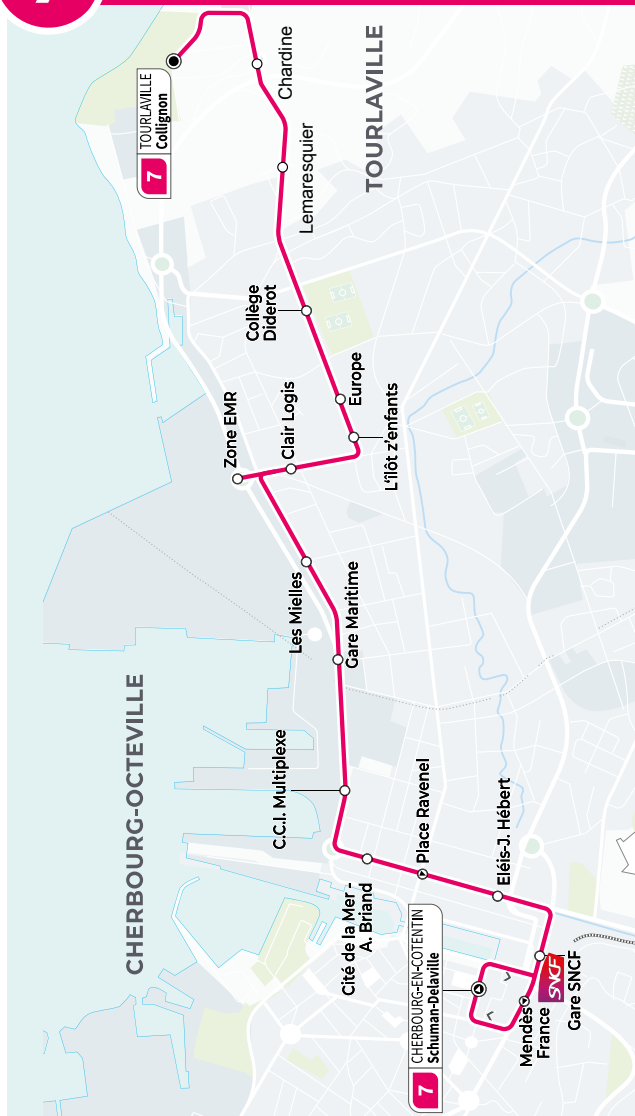 7
TOURLAVILLE
Collignon
Chardine
Lemaresquier
TOURLAVILLE
Collège
Diderot
Europe
L'îlôt z'enfants
Clair Logis
Zone EMR
Les Mielles
Gare Maritime
CHERBOURG-OCTEVILLE
C.C.I. Multiplexe
Cité de la Mer -
A. Briand
Place Ravenel
Eléis-J. Hébert
7
CHERBOURG-EN-COTENTIN
Schuman-Delaville
Mendès
France
SNCF
Gare SNCF